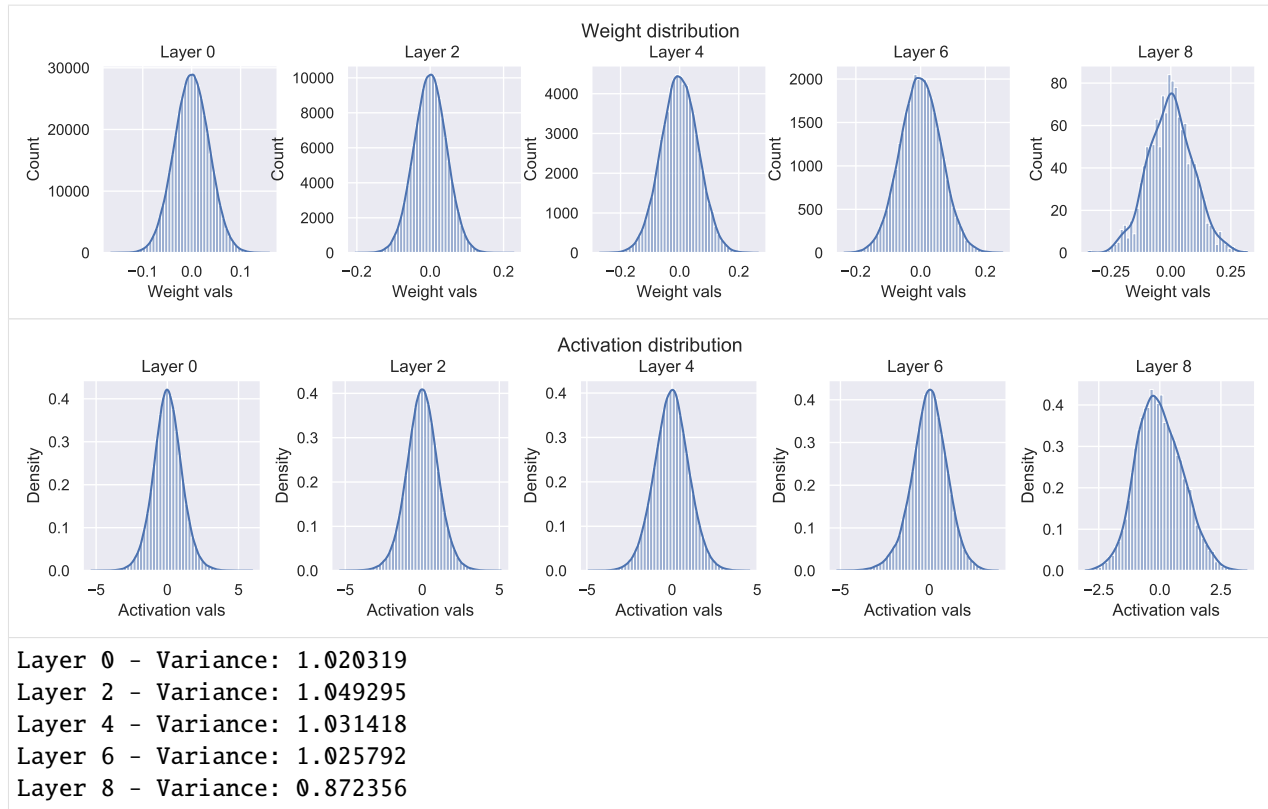 Weight distribution
Layer 0 Layer 2 Layer 4 Layer 6 Layer 8
30000
20000
10000
0
Count
−0.1 0.0 0.1
Weight vals
10000
8000
6000
4000
2000
0
Count
−0.2 0.0 0.2
Weight vals
4000
3000
2000
1000
0
Count
−0.2 0.0 0.2
Weight vals
2000
1500
1000
500
0
Count
−0.2 0.0 0.2
Weight vals
80
60
40
20
0
Count
−0.25 0.00 0.25
Weight vals
Activation distribution
Layer 0 Layer 2 Layer 4 Layer 6 Layer 8
0.4
0.3
0.2
0.1
0.0
Density
−5 0 5
Activation vals
0.4
0.3
0.2
0.1
0.0
Density
−5 0 5
Activation vals
0.4
0.3
0.2
0.1
0.0
Density
−5 0 5
Activation vals
0.4
0.3
0.2
0.1
0.0
Density
−5 0
Activation vals
0.4
0.3
0.2
0.1
0.0
Density
−2.5 0.0 2.5
Activation vals
Layer 0 - Variance: 1.020319
Layer 2 - Variance: 1.049295
Layer 4 - Variance: 1.031418
Layer 6 - Variance: 1.025792
Layer 8 - Variance: 0.872356